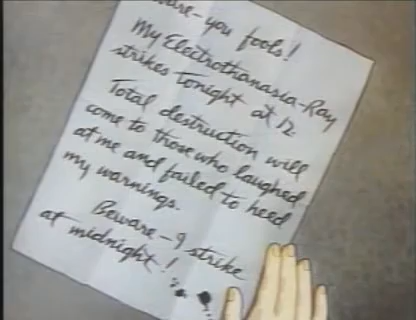 Beware-you fools!
My Electrothanasia-Ray
strikes tonight at 12
Total destruction will
come to those who laughed
at me and failed to heed
my warnings.
Beware-I strike
at midnight!